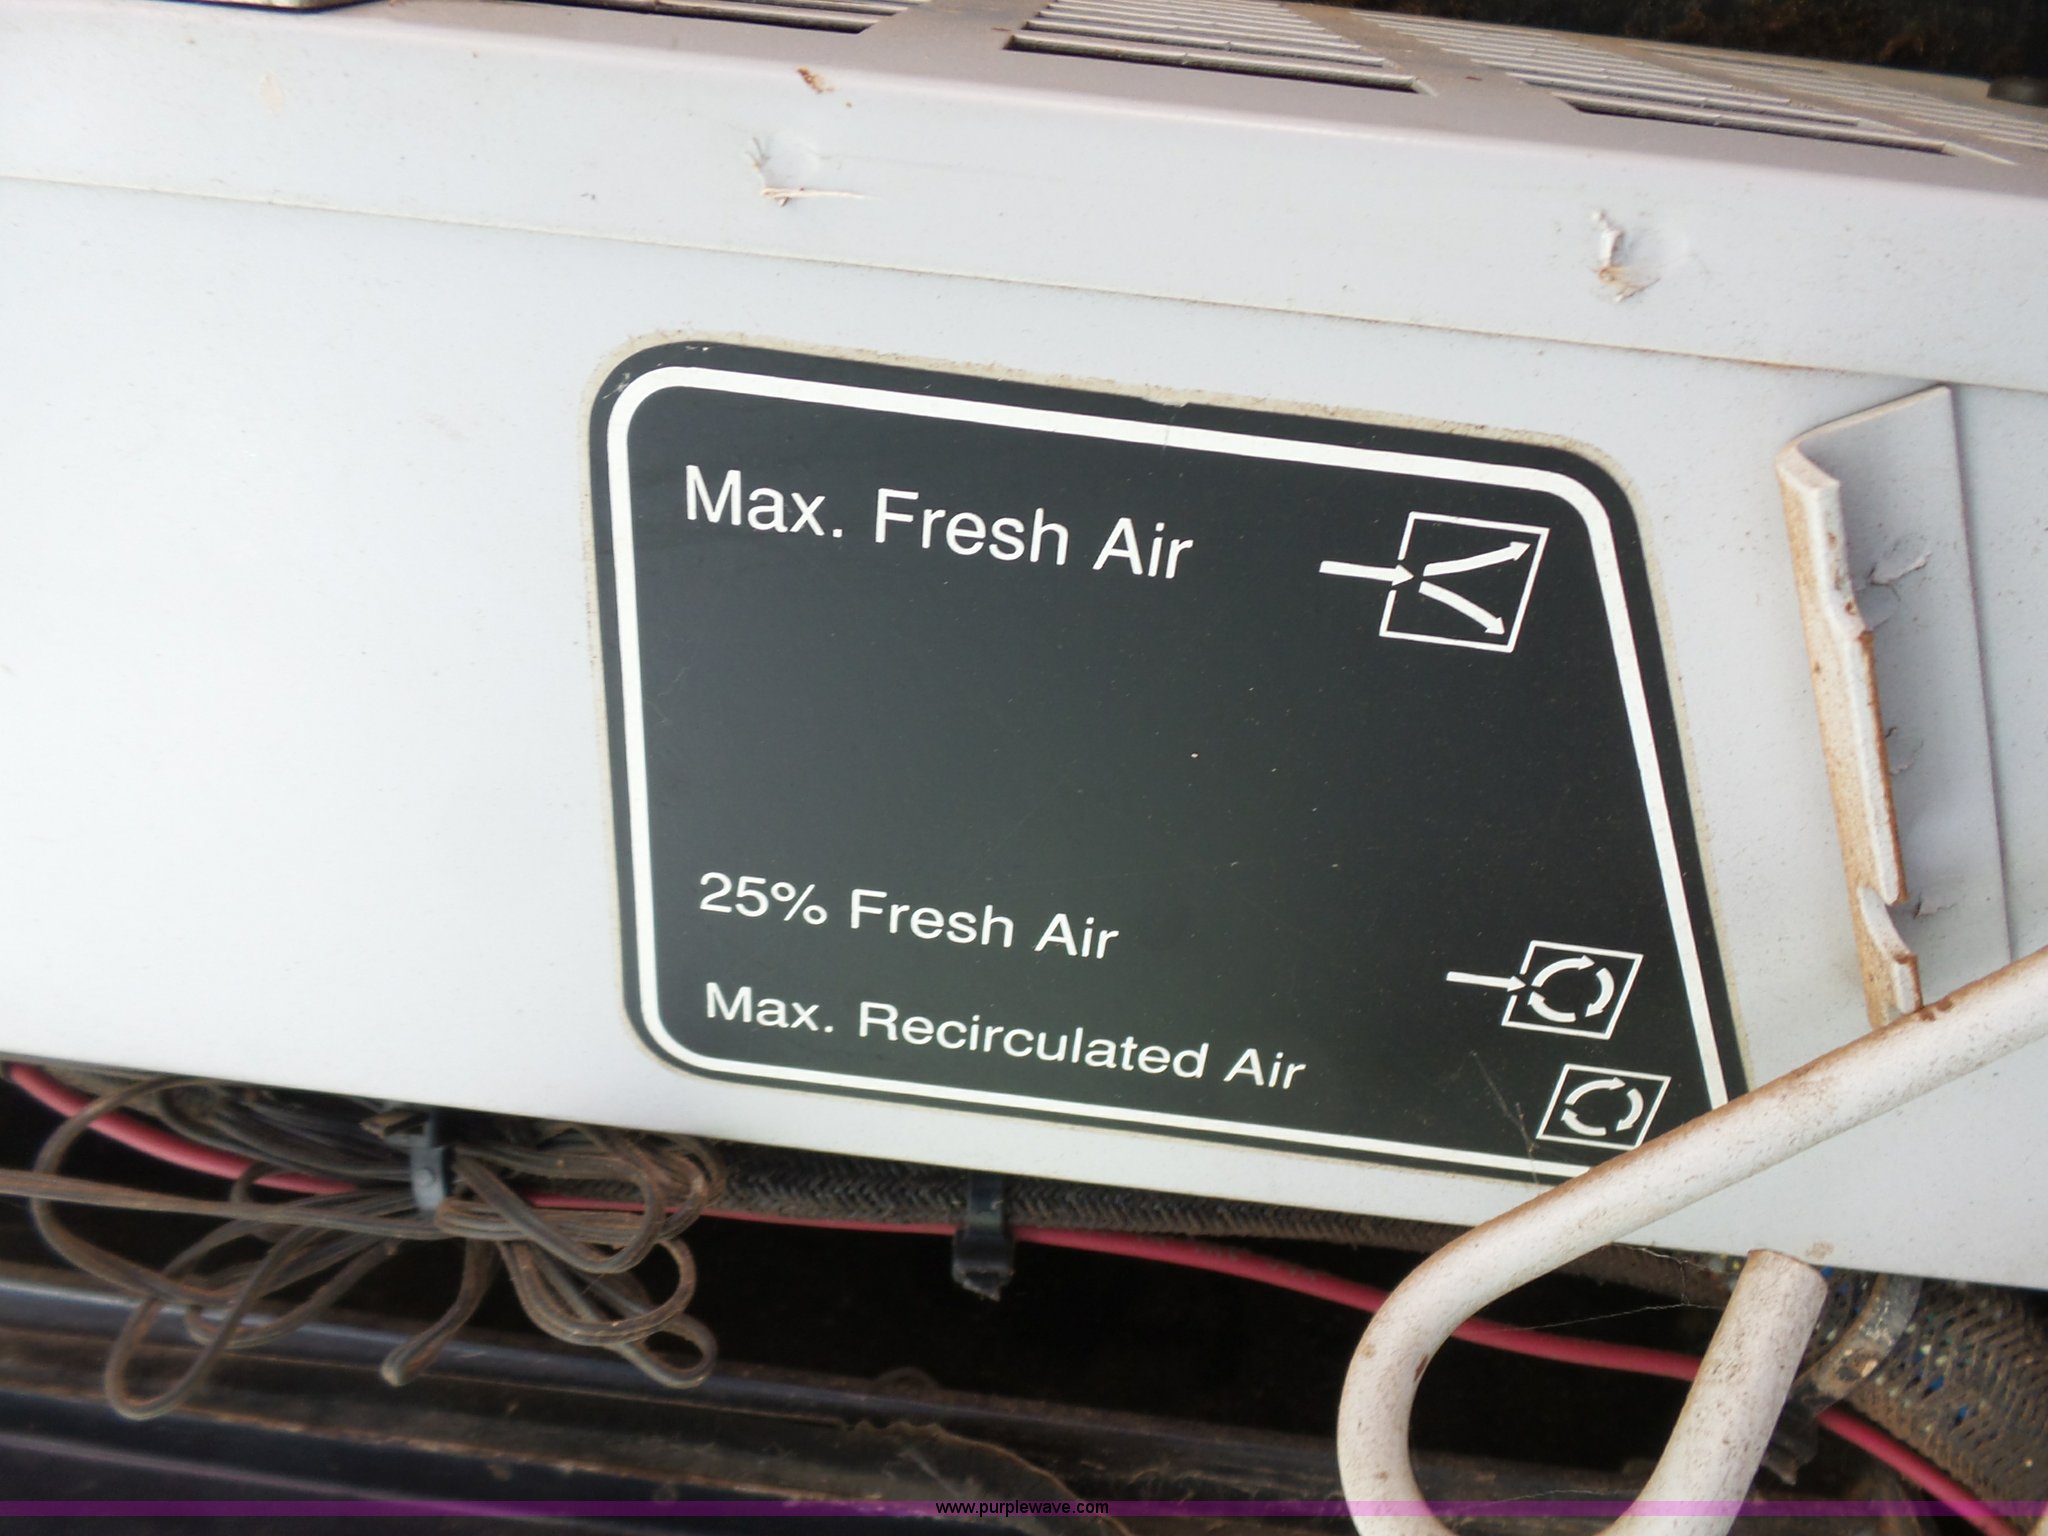 Max. Fresh Air
25% Fresh Air
Max. Recirculated Air
www.purplewave.com